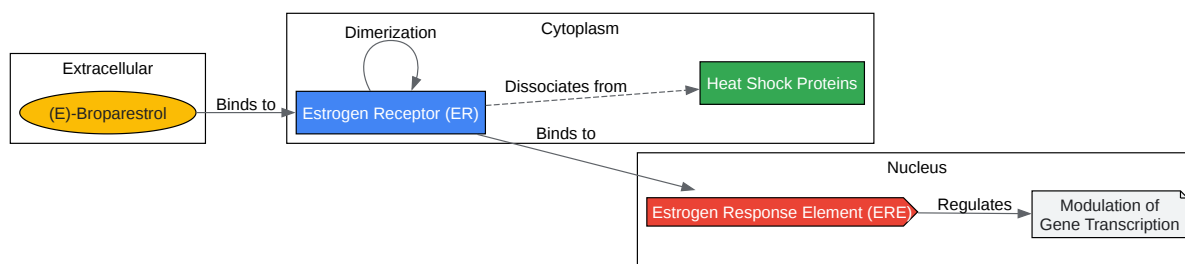 Extracellular
(E)-Broparestrol
Binds to
Cytoplasm
Dimerization
Estrogen Receptor (ER)
Dissociates from
Heat Shock Proteins
Binds to
Nucleus
Estrogen Response Element (ERE)
Regulates
Modulation of
Gene Transcription